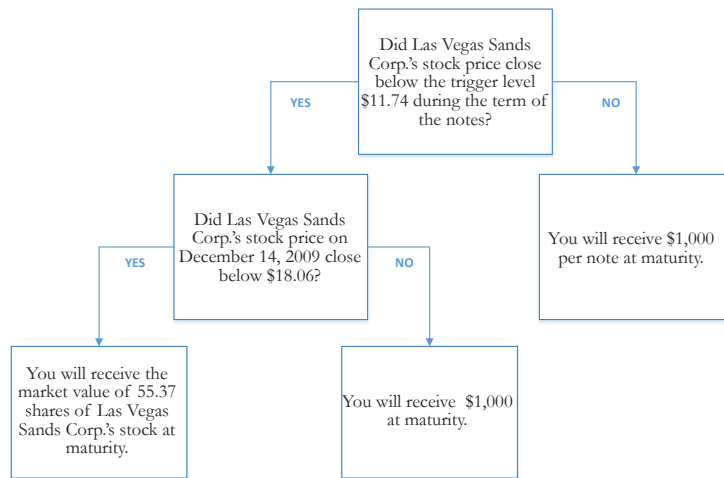 Did Las Vegas Sands
Corp.'s stock price close
below the trigger level
$11.74 during the term of
the notes?
YES
NO
Did Las Vegas Sands
Corp.'s stock price on
December 14, 2009 close
below $18.06?
You will receive $1,000
per note at maturity.
YES
NO
You will receive the
market value of 55.37
shares of Las Vegas
Sands Corp.'s stock at
maturity.
You will receive $1,000
at maturity.